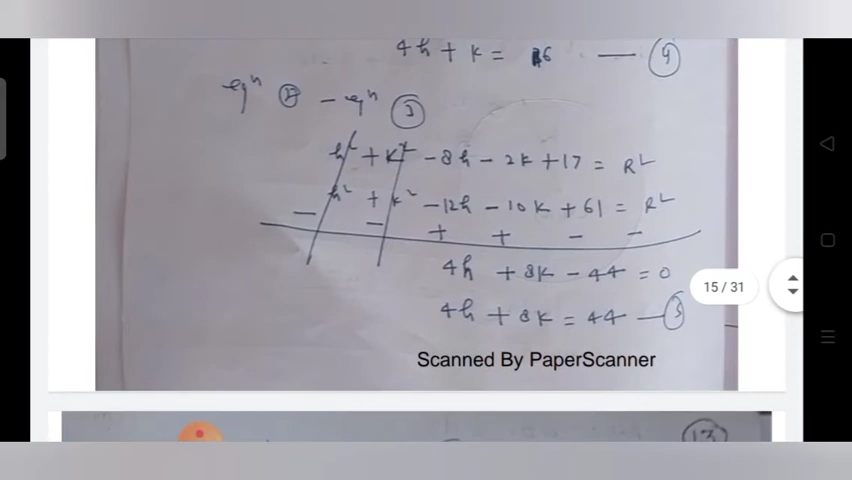 4h + k = 16 — ④
eqⁿ ② - eqⁿ ③
h² + k² - 8h - 2k + 17 = R²
h² + k² - 12h - 10k + 61 = R²
- - + + - -
4h + 8k - 44 = 0
4h + 8k = 44 — ⑤
15 / 31
Scanned By PaperScanner